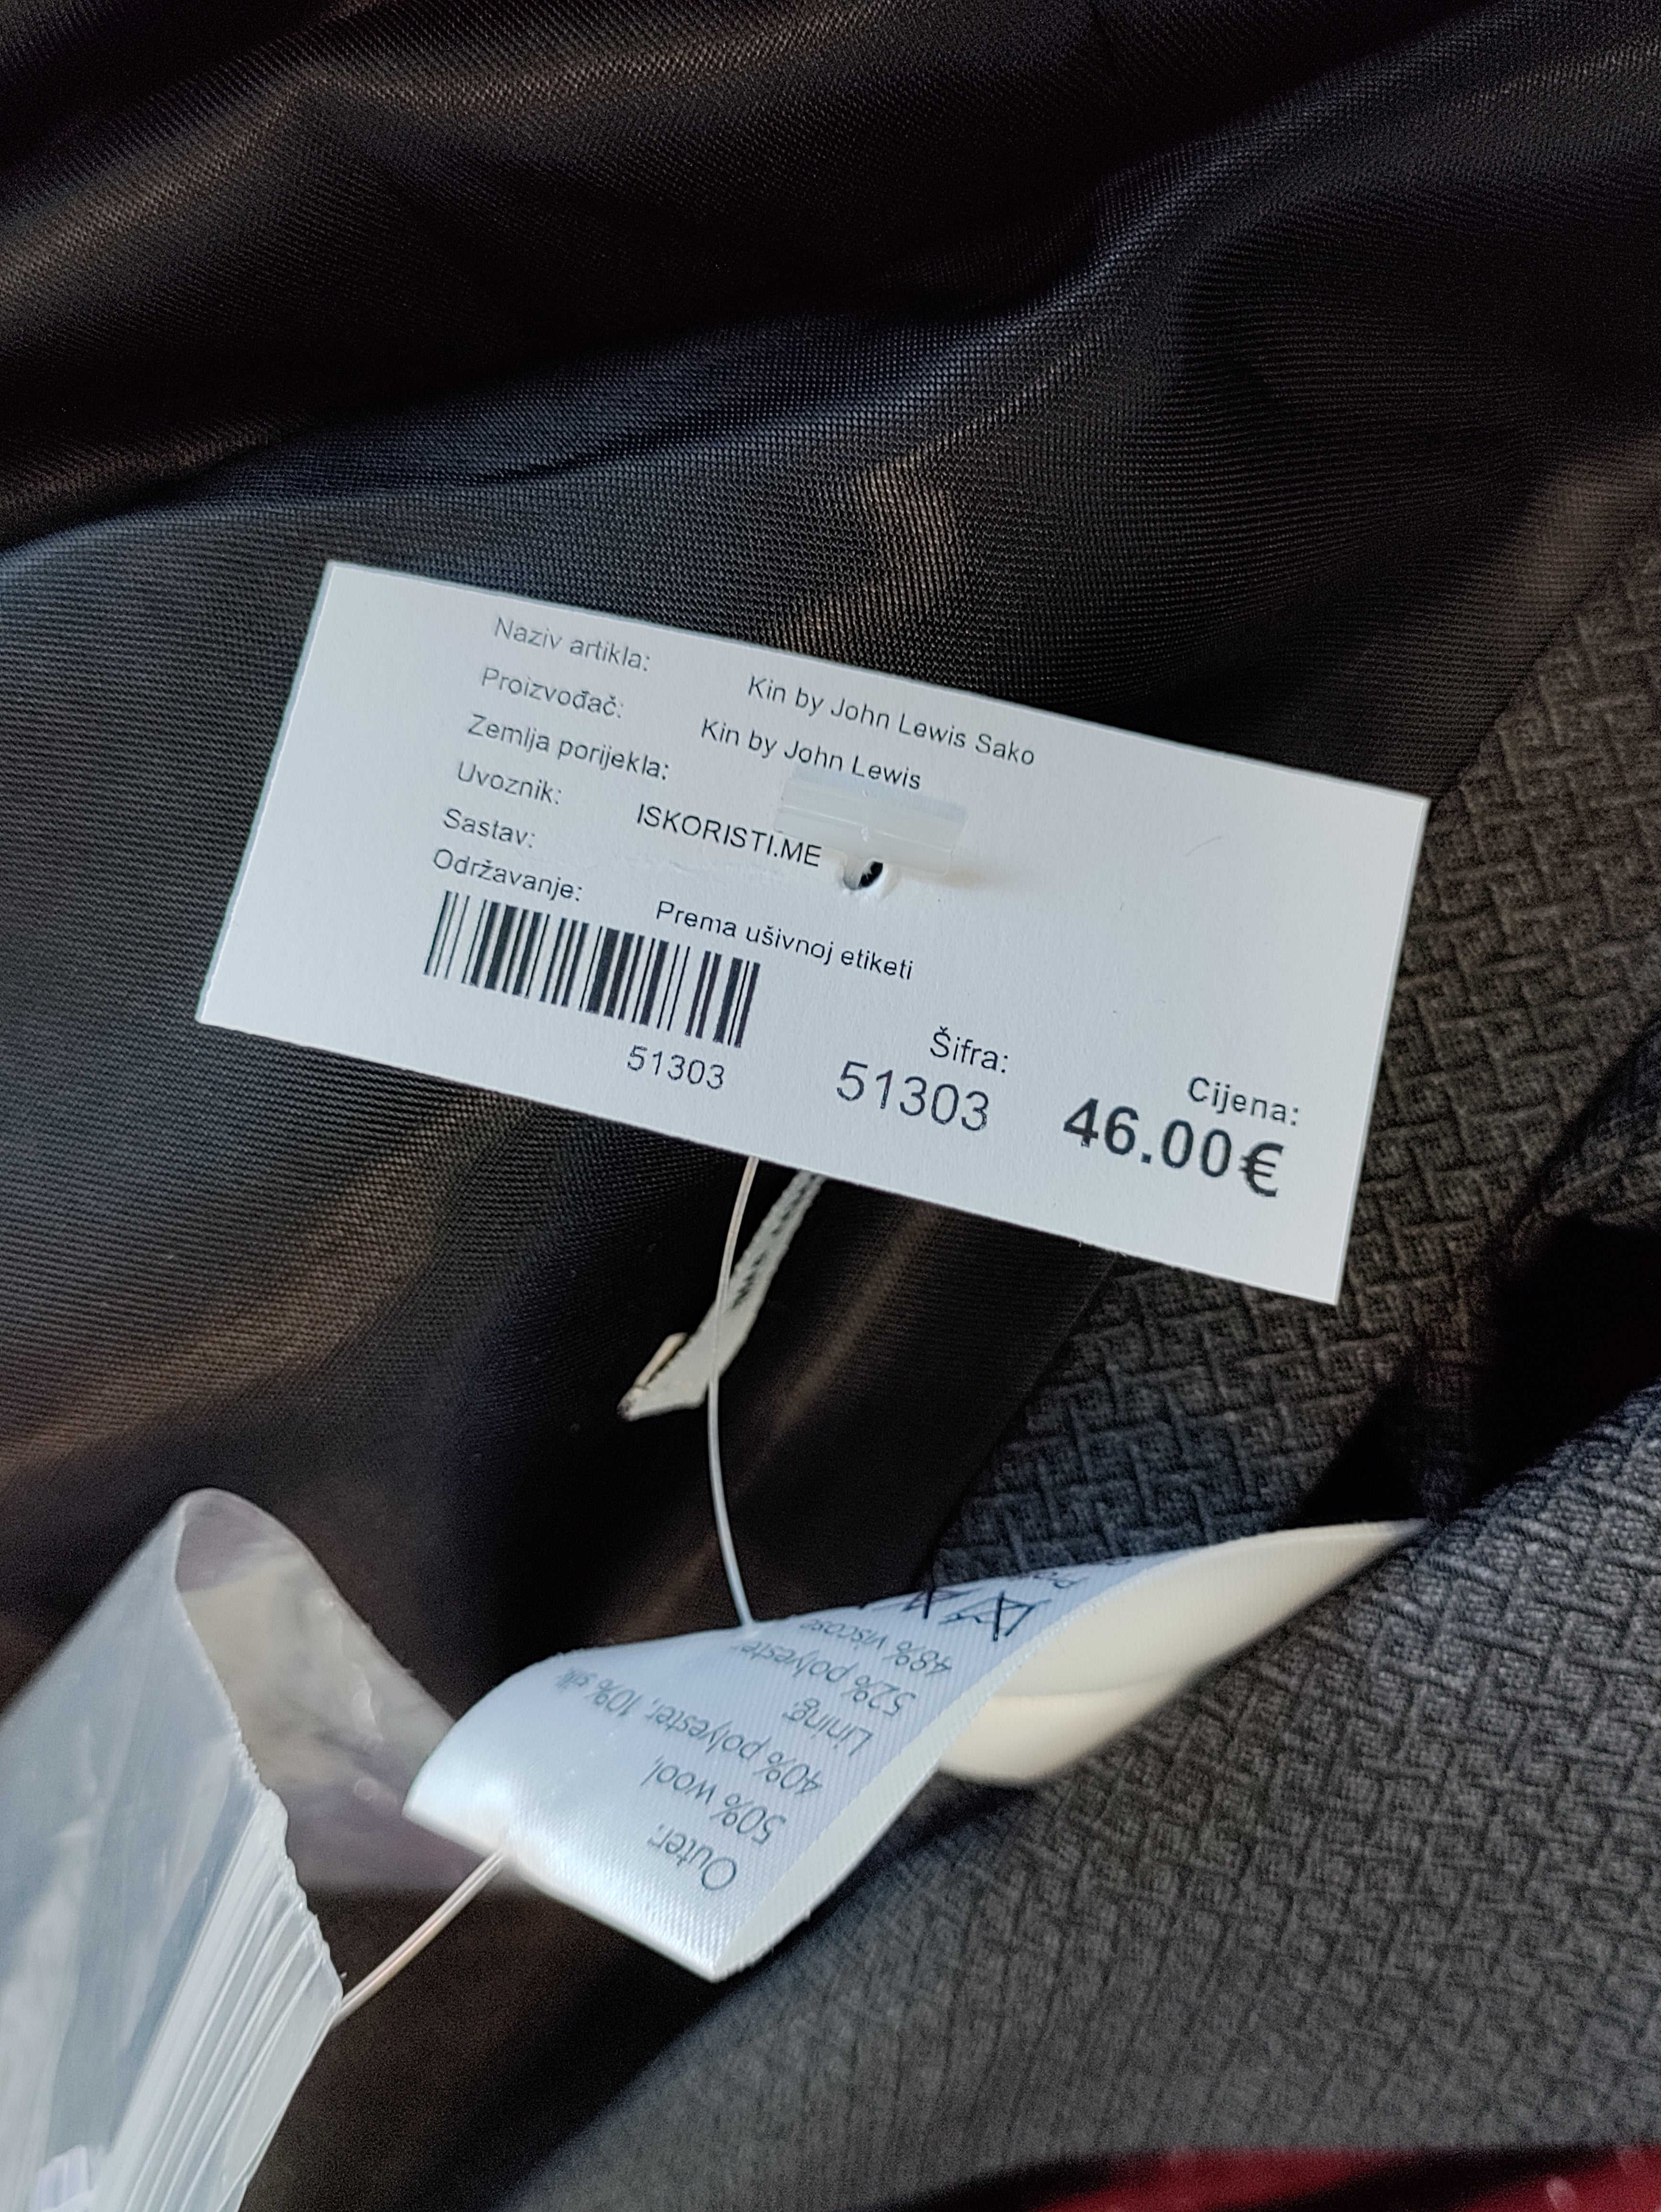 Naziv artikla: Kin by John Lewis Sako
Proizvođač: Kin by John Lewis
Zemlja porijekla:
Uvoznik: ISKORISTI.ME
Sastav:
Održavanje: Prema ušivnoj etiketi
51303
Šifra:
51303
Cijena:
46.00€
Outer:
50% wool,
40% polyester, 10% silk
Lining:
52% polyester
48% viscose